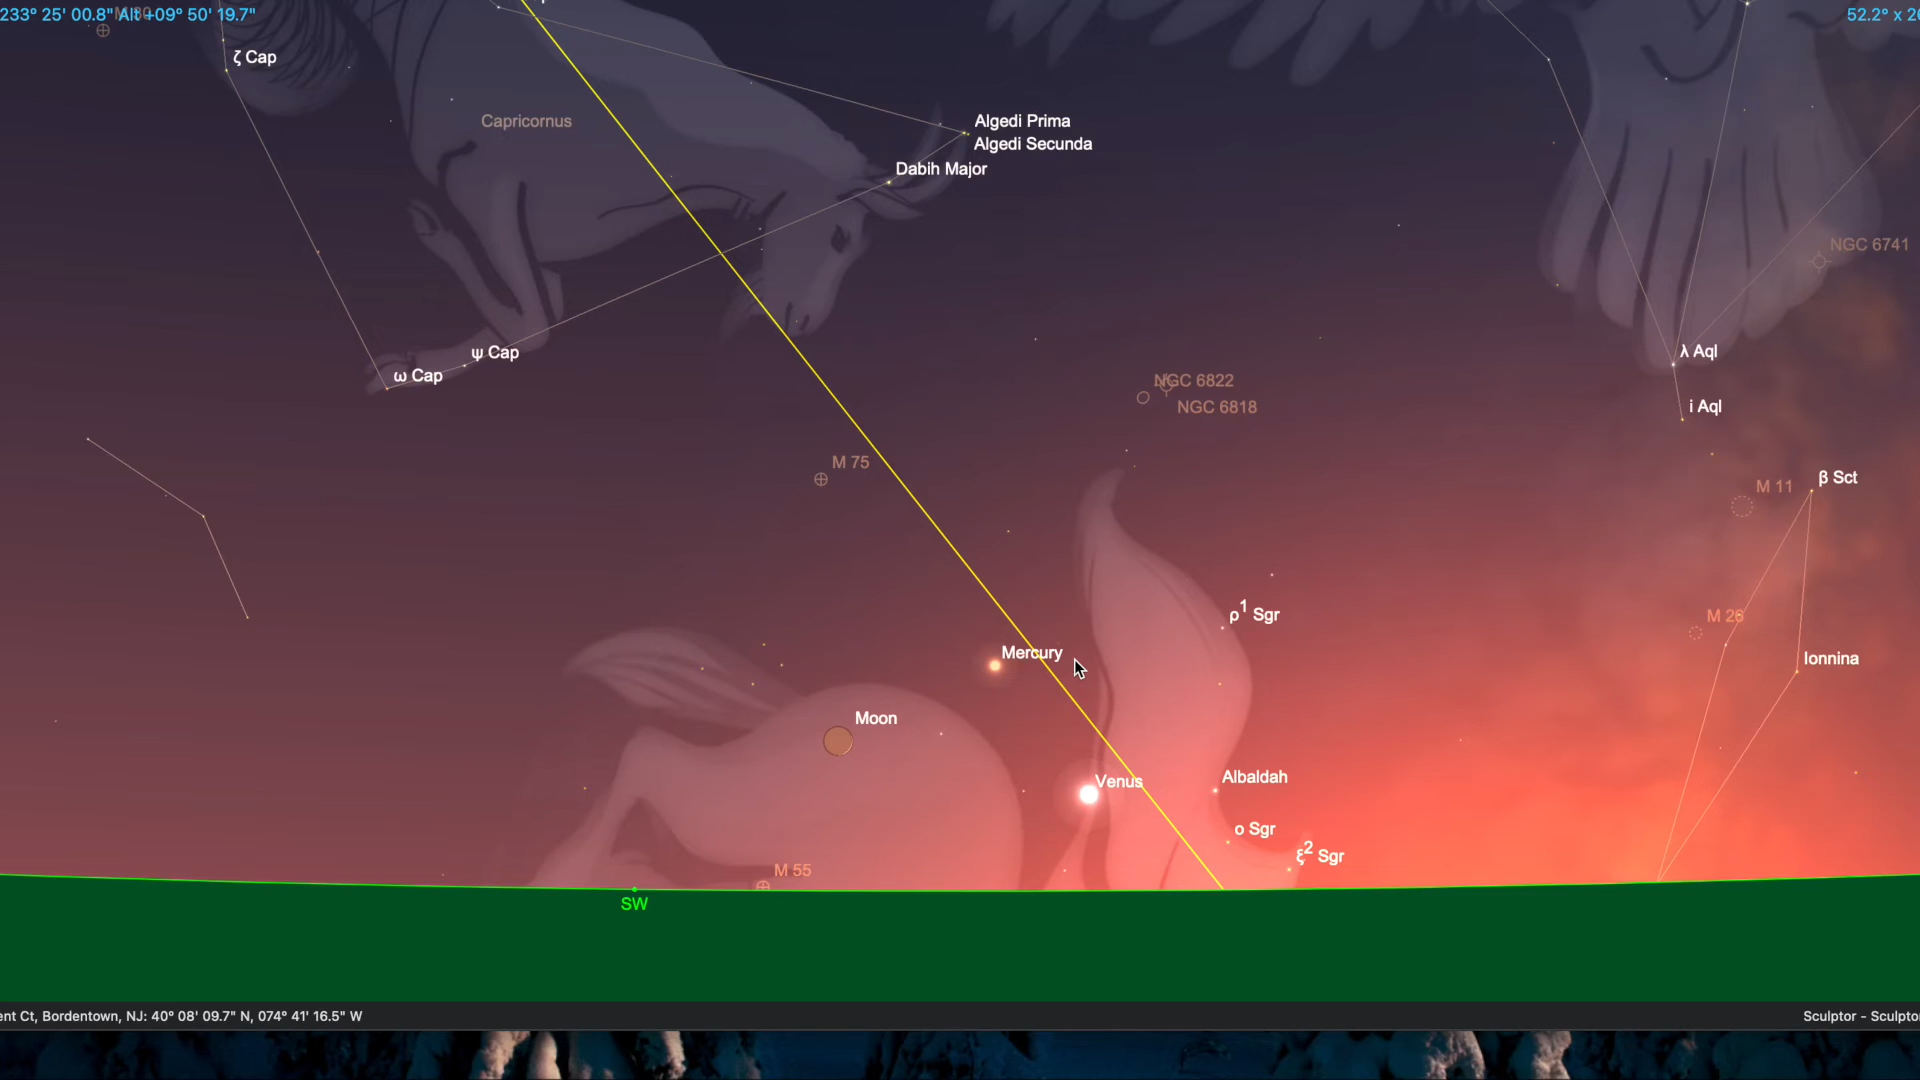 233° 25' 00.8" Alt +09° 50' 19.7"
52.2° x 2
ζ Cap
Capricornus
Algedi Prima
Algedi Secunda
Dabih Major
NGC 6741
ψ Cap
ω Cap
λ Aql
NGC 6822
NGC 6818
i Aql
M 75
β Sct
M 11
ρ1 Sgr
M 26
Mercury
Ionnina
Moon
Venus
Albaldah
ο Sgr
ξ2 Sgr
M 55
SW
ent Ct, Bordentown, NJ: 40° 08' 09.7" N, 074° 41' 16.5" W
Sculptor - Sculpto